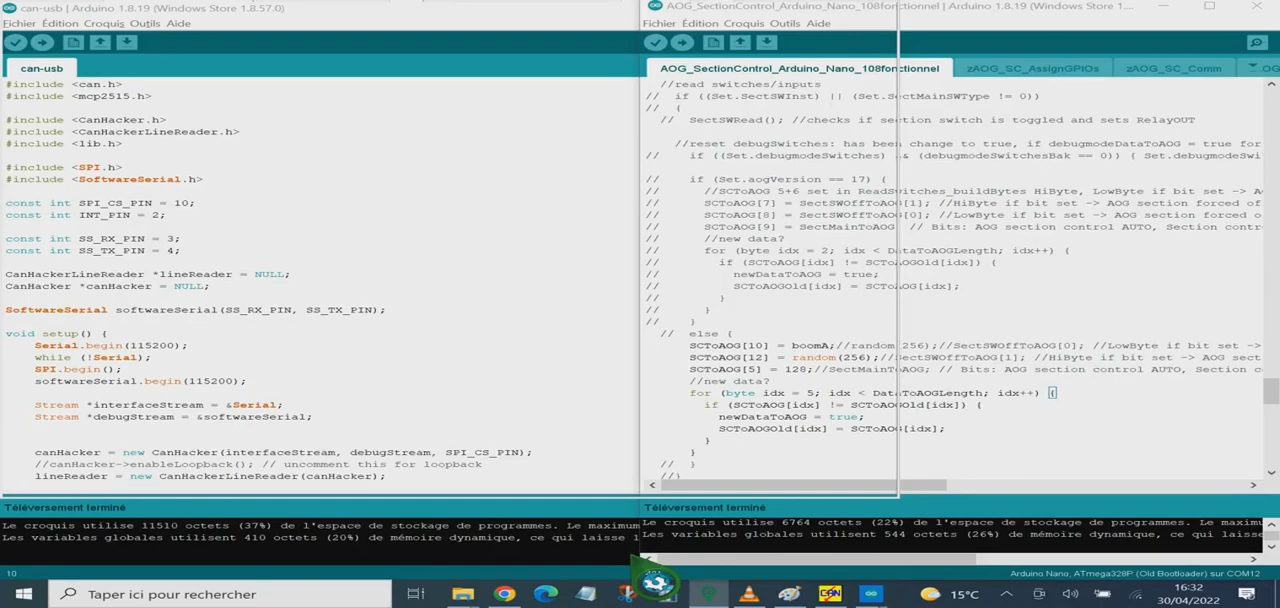 can-usb | Arduino 1.8.19 (Windows Store 1.8.57.0)
Fichier Édition Croquis Outils Aide
can-usb
#include <can.h>
#include <mcp2515.h>
#include <CanHacker.h>
#include <CanHackerLineReader.h>
#include <lib.h>
#include <SPI.h>
#include <SoftwareSerial.h>
const int SPI_CS_PIN = 10;
const int INT_PIN = 2;
const int SS_RX_PIN = 3;
const int SS_TX_PIN = 4;
CanHackerLineReader *lineReader = NULL;
CanHacker *canHacker = NULL;
SoftwareSerial softwareSerial(SS_RX_PIN, SS_TX_PIN);
void setup() {
Serial.begin(115200);
while (!Serial);
SPI.begin();
softwareSerial.begin(115200);
Stream *interfaceStream = &Serial;
Stream *debugStream = &softwareSerial;
canHacker = new CanHacker(interfaceStream, debugStream, SPI_CS_PIN);
//canHacker->enableLoopback(); // uncomment this for loopback
lineReader = new CanHackerLineReader(canHacker);
Téléversement terminé
Le croquis utilise 11510 octets (37%) de l'espace de stockage de programmes. Le maximum
Les variables globales utilisent 410 octets (20%) de mémoire dynamique, ce qui laisse 1
10
AOG_SectionControl_Arduino_Nano_108fonctionnel | Arduino 1.8.19 (Windows Store 1....
Fichier Édition Croquis Outils Aide
AOG_SectionControl_Arduino_Nano_108fonctionnel zAOG_SC_AssignGPIOs zAOG_SC_Comm
//read switches/inputs
// if ((Set.SectSWInst) || (Set.SectMainSWType != 0))
// {
// SectSWRead(); //checks if section switch is toggled and sets RelayOUT
//reset debugSwitches: has been change to true, if debugmodeDataToAOG = true for
// if ((Set.debugmodeSwitches) && (debugmodeSwitchesBak == 0)) { Set.debugmodeSwi
// if (Set.aogVersion == 17) {
// //SCToAOG 5+6 set in ReadSwitches_buildBytes HiByte, LowByte if bit set -> AO
// SCToAOG[7] = SectSWOffToAOG[1]; //HiByte if bit set -> AOG section forced of
// SCToAOG[8] = SectSWOffToAOG[0]; //LowByte if bit set -> AOG section forced o
// SCToAOG[9] = SectMainToAOG // Bits: AOG section control AUTO, Section contr
// //new data?
// for (byte idx = 2; idx < DataToAOGLength; idx++) {
// if (SCToAOG[idx] != SCToAOGOld[idx]) {
// newDataToAOG = true;
// SCToAOGOld[idx] = SCToAOG[idx];
// }
// }
// }
// else {
SCToAOG[10] = boomA;//random(256);//SectSWOffToAOG[0]; //LowByte if bit set -> A
SCToAOG[12] = random(256);//SectSWOffToAOG[1]; //HiByte if bit set -> AOG sect
SCToAOG[5] = 128;//SectMainToAOG; // Bits: AOG section control AUTO, Section c
//new data?
for (byte idx = 5; idx < DataToAOGLength; idx++) {
if (SCToAOG[idx] != SCToAOGOld[idx]) {
newDataToAOG = true;
SCToAOGOld[idx] = SCToAOG[idx];
}
}
// }
//}
Téléversement terminé
Le croquis utilise 6764 octets (22%) de l'espace de stockage de programmes. Le maxim
Les variables globales utilisent 544 octets (26%) de mémoire dynamique, ce qui laisse
Arduino Nano, ATmega328P (Old Bootloader) sur COM12
Taper ici pour rechercher
CAN
15°C
16:32
30/04/2022